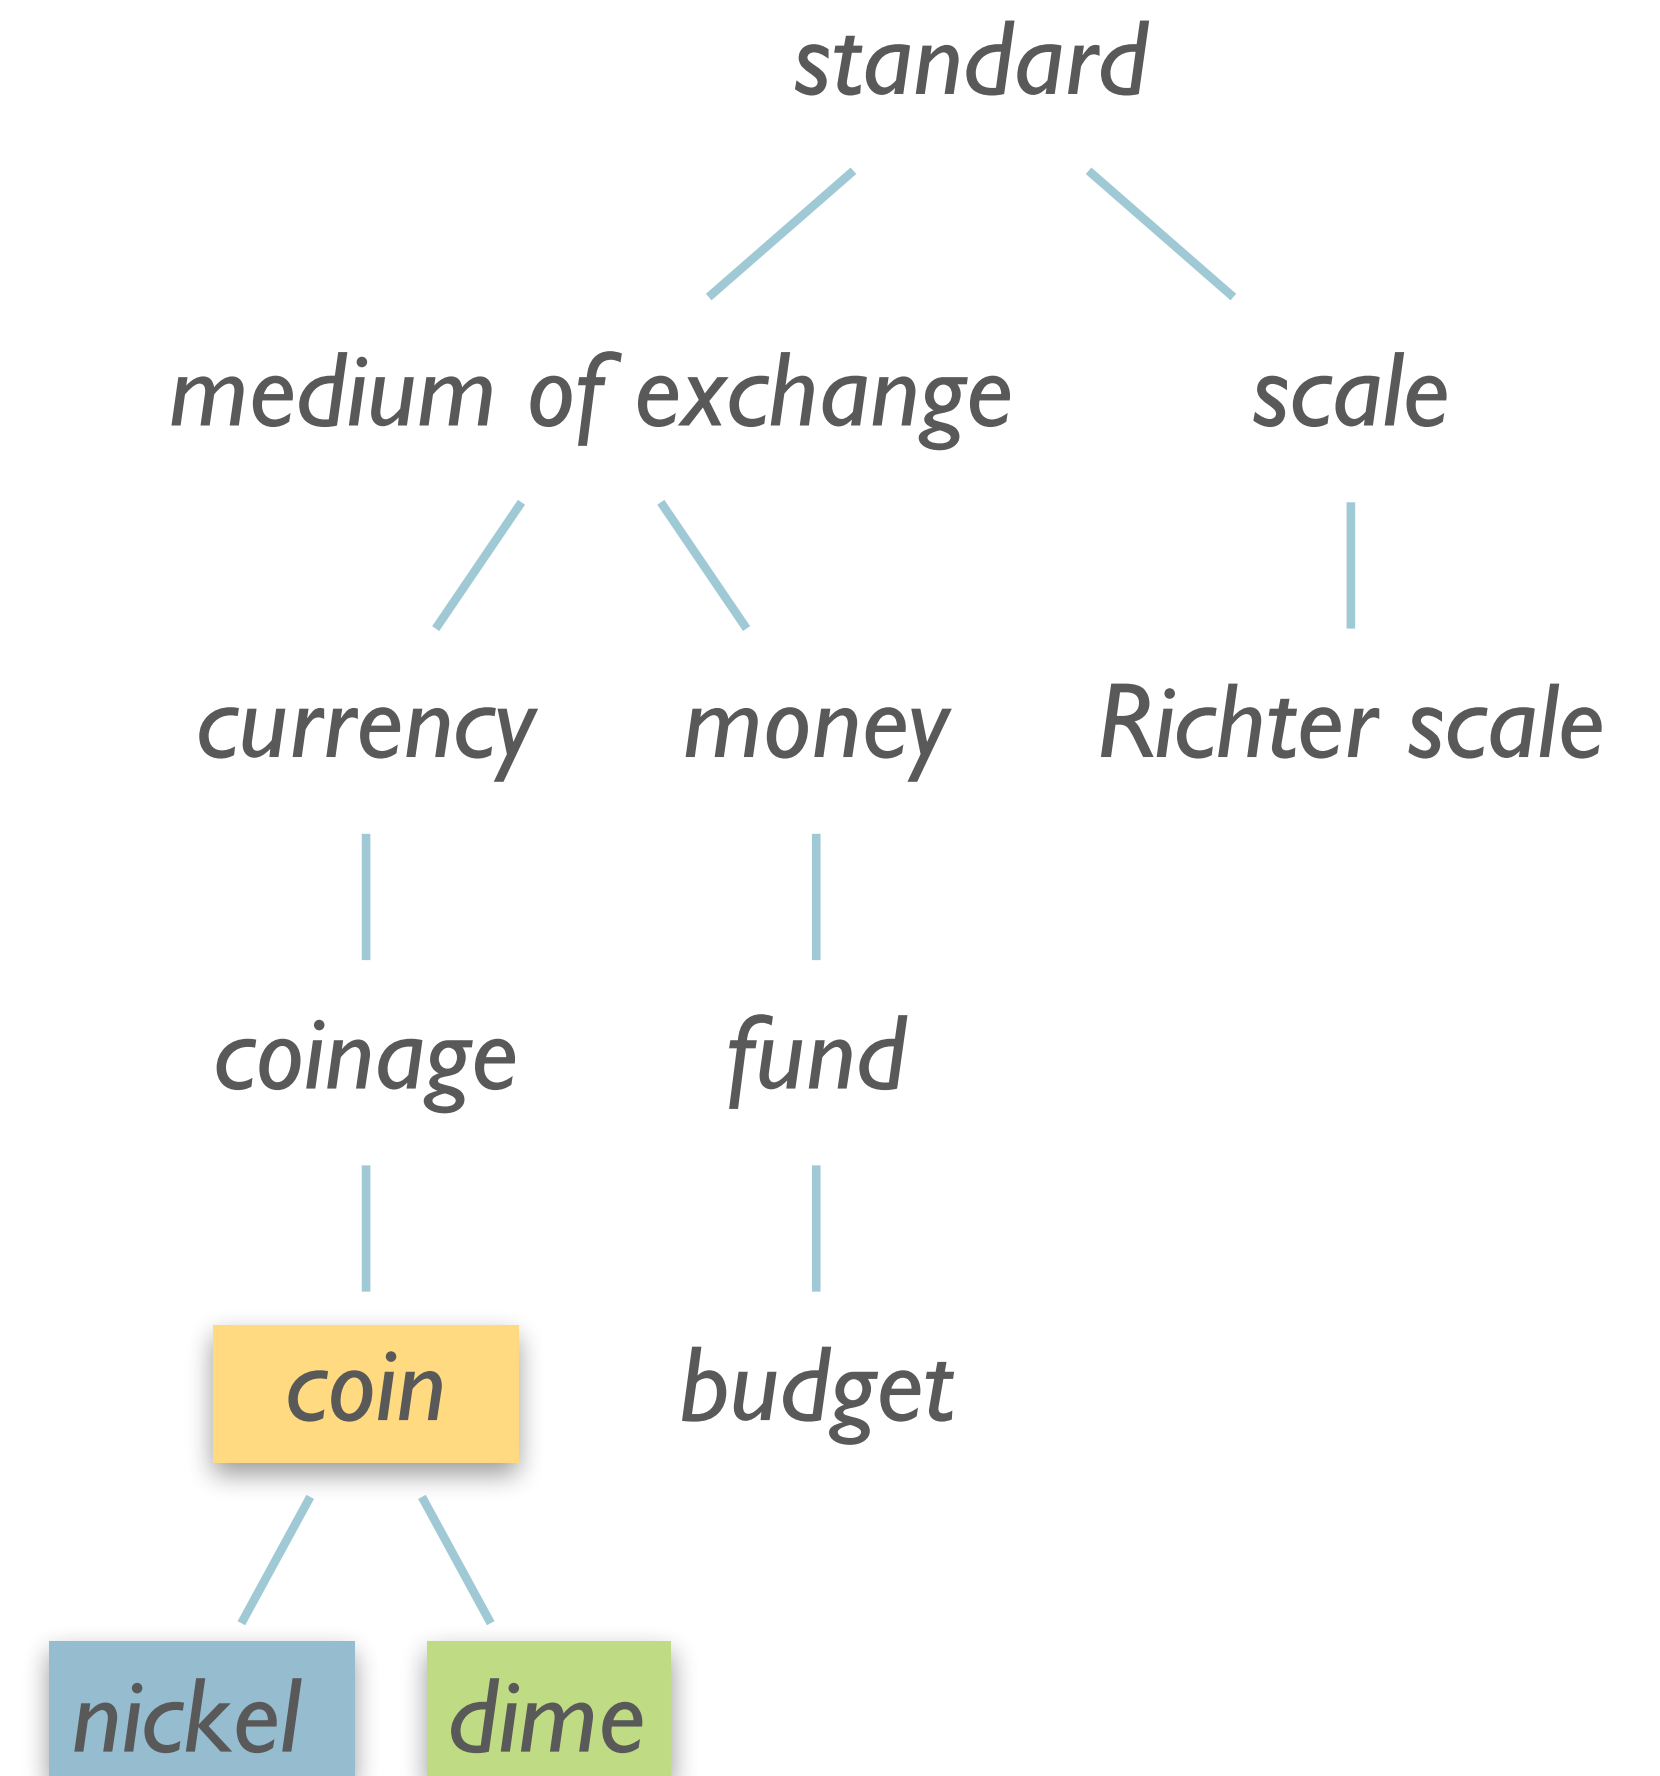 standard
medium of exchange scale
currency money Richter scale
coinage fund
coin budget
nickel dime